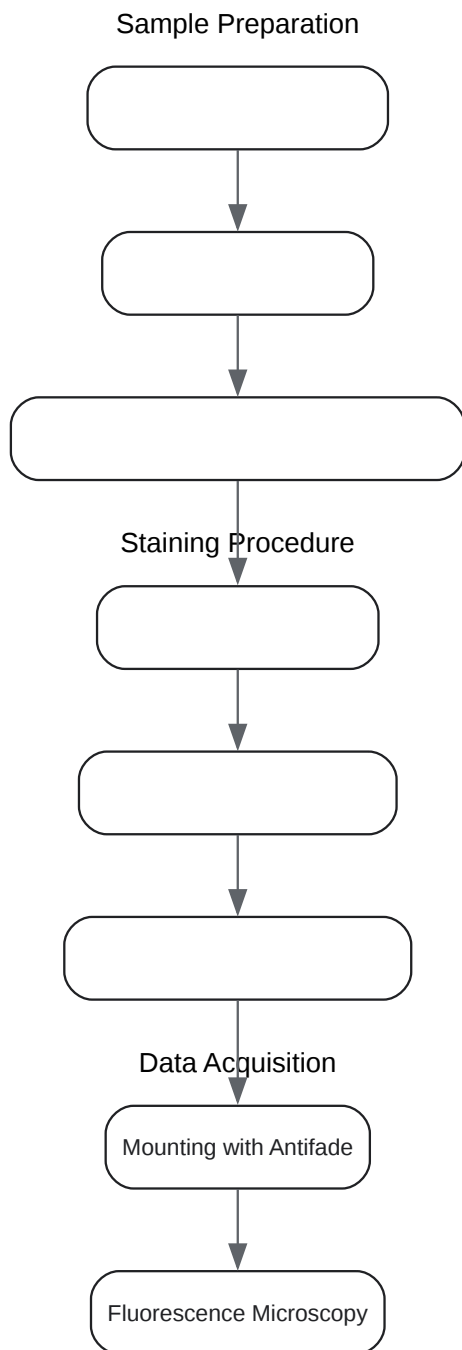 Sample Preparation
Staining Procedure
Data Acquisition
Mounting with Antifade
Fluorescence Microscopy